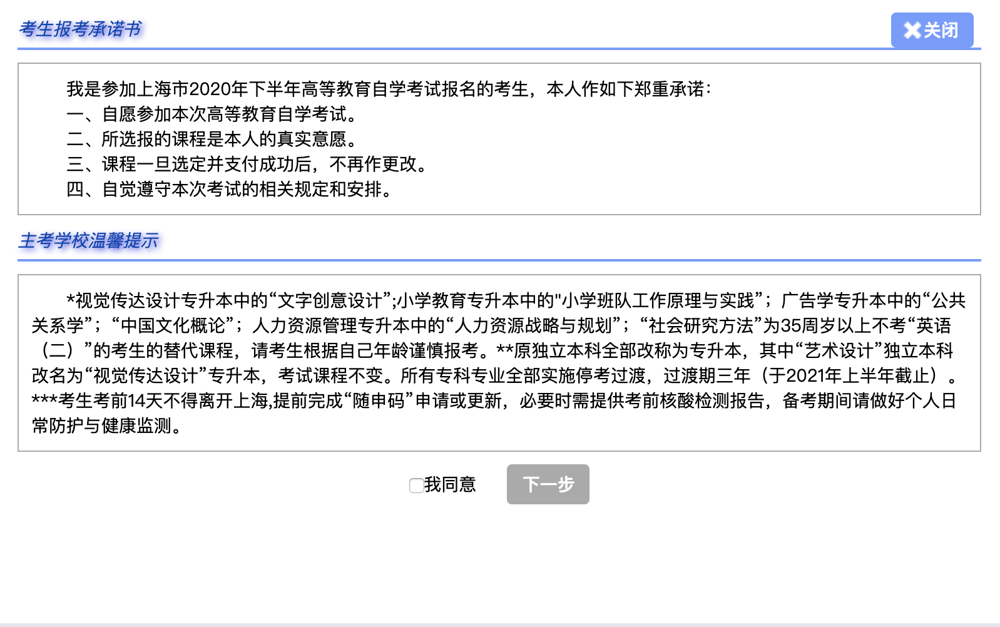 考生报考承诺书
关闭
我是参加上海市2020年下半年高等教育自学考试报名的考生，本人作如下郑重承诺：
一、自愿参加本次高等教育自学考试。
二、所选报的课程是本人的真实意愿。
三、课程一旦选定并支付成功后，不再作更改。
四、自觉遵守本次考试的相关规定和安排。
主考学校温馨提示
*视觉传达设计专升本中的“文字创意设计”;小学教育专升本中的"小学班队工作原理与实践”；广告学专升本中的“公共
关系学”；“中国文化概论”；人力资源管理专升本中的“人力资源战略与规划”；“社会研究方法”为35周岁以上不考“英语
（二）”的考生的替代课程，请考生根据自己年龄谨慎报考。**原独立本科全部改称为专升本，其中“艺术设计”独立本科
改名为“视觉传达设计”专升本，考试课程不变。所有专科专业全部实施停考过渡，过渡期三年（于2021年上半年截止）。
***考生考前14天不得离开上海,提前完成“随申码”申请或更新，必要时需提供考前核酸检测报告，备考期间请做好个人日
常防护与健康监测。
我同意
下一步